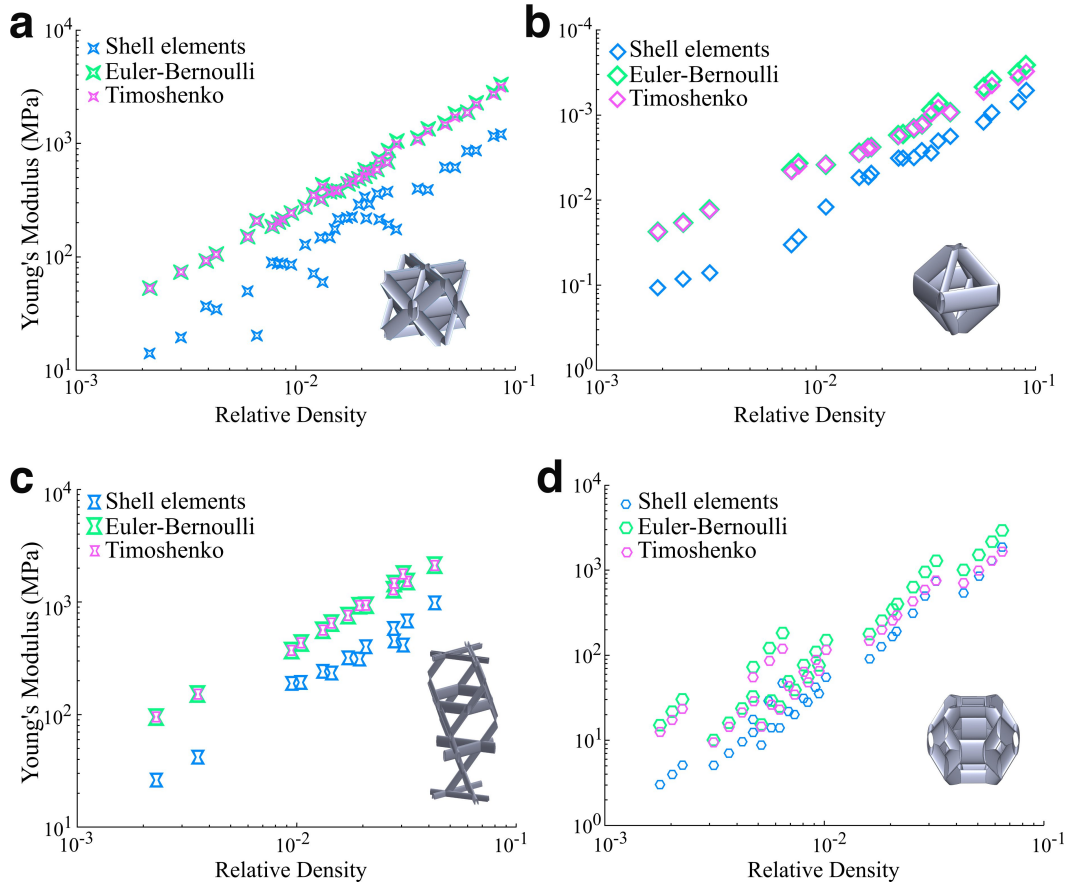 a
10^4
Shell elements
Euler-Bernoulli
Timoshenko
10^3
10^2
10^1
Young's Modulus (MPa)
10^-3
10^-2
10^-1
Relative Density
b
10^-4
Shell elements
Euler-Bernoulli
Timoshenko
10^-3
10^-2
10^-1
10^0
10^-3
10^-2
10^-1
Relative Density
c
10^4
Shell elements
Euler-Bernoulli
Timoshenko
10^3
10^2
10^1
Young's Modulus (MPa)
10^-3
10^-2
10^-1
Relative Density
d
10^4
Shell elements
Euler-Bernoulli
Timoshenko
10^3
10^2
10^1
10^0
10^-3
10^-2
10^-1
Relative Density